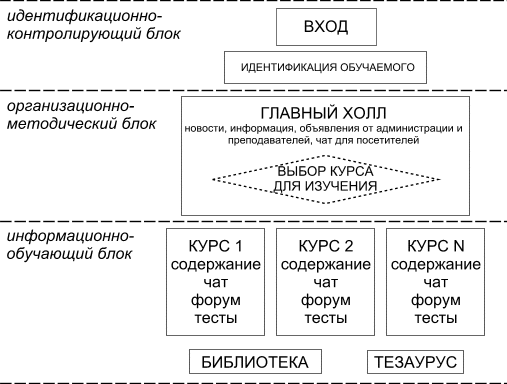 идентификационно-
контролирующий блок
ВХОД
ИДЕНТИФИКАЦИЯ ОБУЧАЕМОГО
организационно-
методический блок
ГЛАВНЫЙ ХОЛЛ
новости, информация, объявления от администрации и
преподавателей, чат для посетителей
ВЫБОР КУРСА
ДЛЯ ИЗУЧЕНИЯ
информационно-
обучающий блок
КУРС 1
содержание
чат
форум
тесты
КУРС 2
содержание
чат
форум
тесты
КУРС N
содержание
чат
форум
тесты
БИБЛИОТЕКА
ТЕЗАУРУС